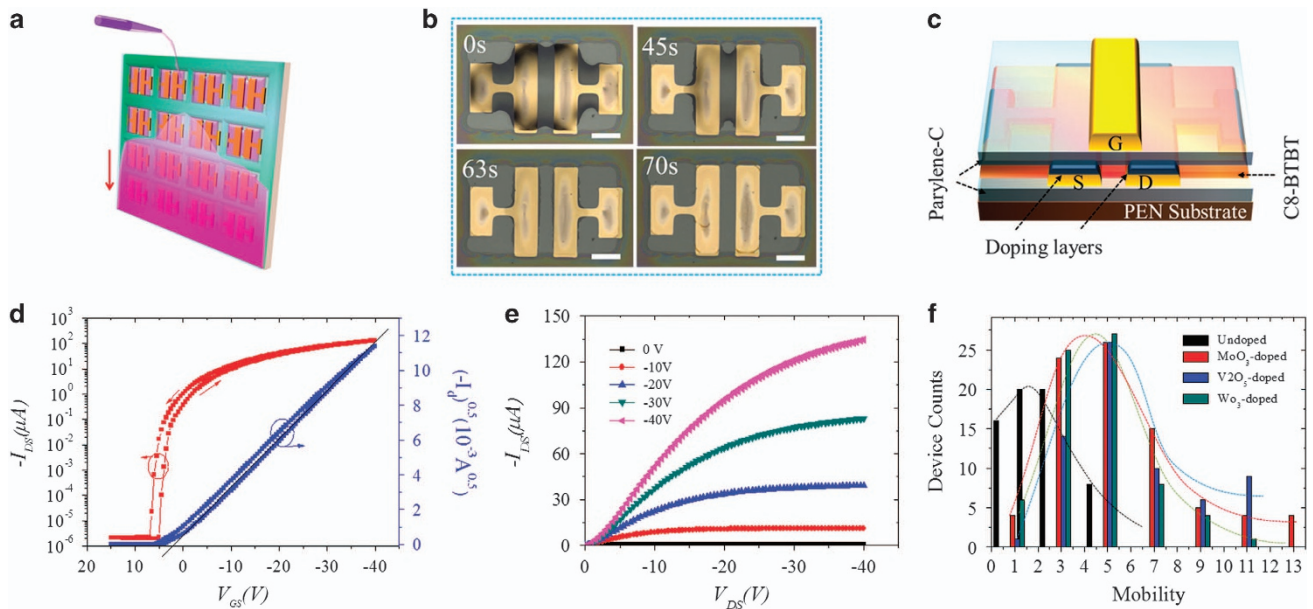 a
b
0s
45s
63s
70s
c
G
S
D
Parylene-C
C8-BTBT
PEN Substrate
Doping layers
d
-I_DS(μA)
10³
10²
10¹
10⁰
10⁻¹
10⁻²
10⁻³
10⁻⁴
10⁻⁵
10⁻⁶
20 10 0 -10 -20 -30 -40
V_GS(V)
12
10
8
6
4
2
0
(-I_d)^0.5(10⁻³A^0.5)
e
-I_DS(μA)
150
120
90
60
30
0
0 V
-10V
-20V
-30V
-40V
0 -10 -20 -30 -40
V_DS(V)
f
Device Counts
25
20
15
10
5
0
Undoped
MoO₃-doped
V2O₅-doped
Wo₃-doped
0 1 2 3 4 5 6 7 8 9 10 11 12 13
Mobility